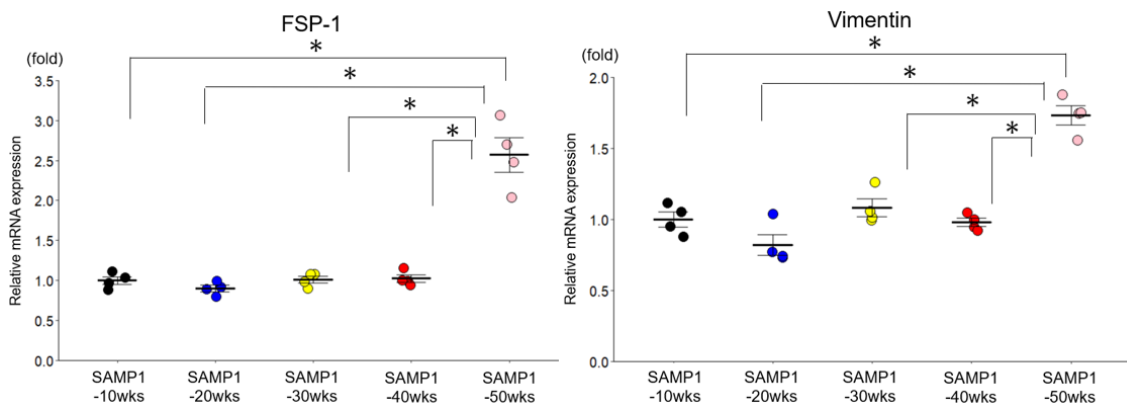 FSP-1
(fold)
*
*
*
*
3.5
3.0
2.5
2.0
1.5
1.0
0.5
0.0
Relative mRNA expression
SAMP1 SAMP1 SAMP1 SAMP1 SAMP1
-10wks -20wks -30wks -40wks -50wks
Vimentin
(fold)
*
*
*
*
2.0
1.5
1.0
0.5
0.0
Relative mRNA expression
SAMP1 SAMP1 SAMP1 SAMP1 SAMP1
-10wks -20wks -30wks -40wks -50wks